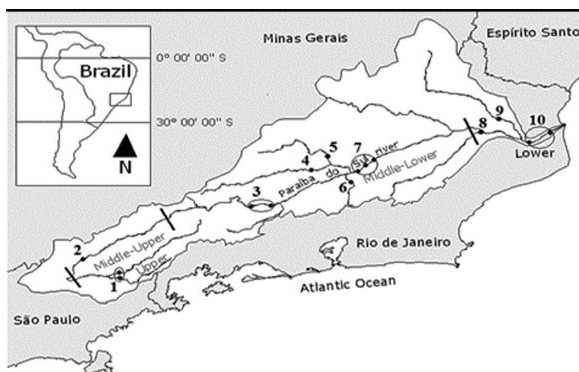 Minas Gerais
Espírito Santo
Brazil
0° 00' 00" S
30° 00' 00" S
N
9
10
8
7
5
4
6
3
2
1
Lower
Paraíba do Sul river
Middle-Lower
Middle-Upper
Upper
Rio de Janeiro
Atlantic Ocean
São Paulo